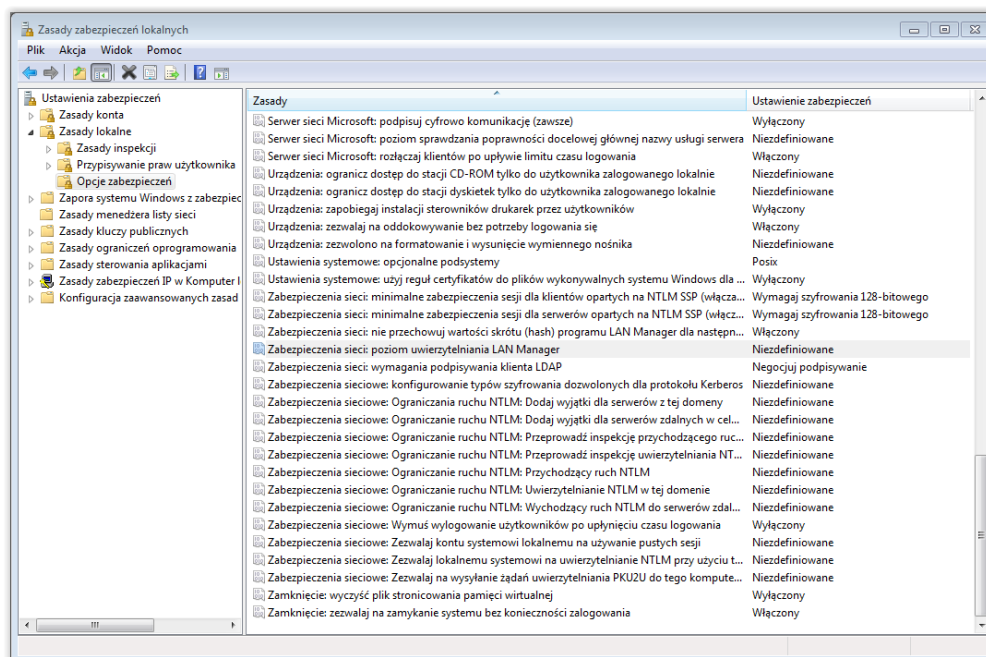 Zasady zabezpieczeń lokalnych
Plik Akcja Widok Pomoc
Ustawienia zabezpieczeń
Zasady konta
Zasady lokalne
Zasady inspekcji
Przypisywanie praw użytkownika
Opcje zabezpieczeń
Zapora systemu Windows z zabezpiec
Zasady menedżera listy sieci
Zasady kluczy publicznych
Zasady ograniczeń oprogramowania
Zasady sterowania aplikacjami
Zasady zabezpieczeń IP w Komputer l
Konfiguracja zaawansowanych zasad
Zasady Ustawienie zabezpieczeń
Serwer sieci Microsoft: podpisuj cyfrowo komunikację (zawsze) Wyłączony
Serwer sieci Microsoft: poziom sprawdzania poprawności docelowej głównej nazwy usługi serwera Niezdefiniowane
Serwer sieci Microsoft: rozłączaj klientów po upływie limitu czasu logowania Włączony
Urządzenia: ogranicz dostęp do stacji CD-ROM tylko do użytkownika zalogowanego lokalnie Niezdefiniowane
Urządzenia: ogranicz dostęp do stacji dyskietek tylko do użytkownika zalogowanego lokalnie Niezdefiniowane
Urządzenia: zapobiegaj instalacji sterowników drukarek przez użytkowników Wyłączony
Urządzenia: zezwalaj na oddokowywanie bez potrzeby logowania się Włączony
Urządzenia: zezwolono na formatowanie i wysunięcie wymiennego nośnika Niezdefiniowane
Ustawienia systemowe: opcjonalne podsystemy Posix
Ustawienia systemowe: użyj reguł certyfikatów do plików wykonywalnych systemu Windows dla ... Wyłączony
Zabezpieczenia sieci: minimalne zabezpieczenia sesji dla klientów opartych na NTLM SSP (włącza... Wymagaj szyfrowania 128-bitowego
Zabezpieczenia sieci: minimalne zabezpieczenia sesji dla serwerów opartych na NTLM SSP (włącz... Wymagaj szyfrowania 128-bitowego
Zabezpieczenia sieci: nie przechowuj wartości skrótu (hash) programu LAN Manager dla następn... Włączony
Zabezpieczenia sieci: poziom uwierzytelniania LAN Manager Niezdefiniowane
Zabezpieczenia sieci: wymagania podpisywania klienta LDAP Negocjuj podpisywanie
Zabezpieczenia sieciowe: konfigurowanie typów szyfrowania dozwolonych dla protokołu Kerberos Niezdefiniowane
Zabezpieczenia sieciowe: Ograniczanie ruchu NTLM: Dodaj wyjątki dla serwerów z tej domeny Niezdefiniowane
Zabezpieczenia sieciowe: Ograniczanie ruchu NTLM: Dodaj wyjątki dla serwerów zdalnych w cel... Niezdefiniowane
Zabezpieczenia sieciowe: Ograniczanie ruchu NTLM: Przeprowadź inspekcję przychodzącego ruc... Niezdefiniowane
Zabezpieczenia sieciowe: Ograniczanie ruchu NTLM: Przeprowadź inspekcję uwierzytelniania NT... Niezdefiniowane
Zabezpieczenia sieciowe: Ograniczanie ruchu NTLM: Przychodzący ruch NTLM Niezdefiniowane
Zabezpieczenia sieciowe: Ograniczanie ruchu NTLM: Uwierzytelnianie NTLM w tej domenie Niezdefiniowane
Zabezpieczenia sieciowe: Ograniczanie ruchu NTLM: Wychodzący ruch NTLM do serwerów zdal... Niezdefiniowane
Zabezpieczenia sieciowe: Wymuś wylogowanie użytkowników po upłynięciu czasu logowania Wyłączony
Zabezpieczenia sieciowe: Zezwalaj kontu systemowi lokalnemu na używanie pustych sesji Niezdefiniowane
Zabezpieczenia sieciowe: Zezwalaj lokalnemu systemowi na uwierzytelnianie NTLM przy użyciu t... Niezdefiniowane
Zabezpieczenia sieciowe: Zezwalaj na wysyłanie żądań uwierzytelniania PKU2U do tego kompute... Niezdefiniowane
Zamknięcie: wyczyść plik stronicowania pamięci wirtualnej Wyłączony
Zamknięcie: zezwalaj na zamykanie systemu bez konieczności zalogowania Włączony